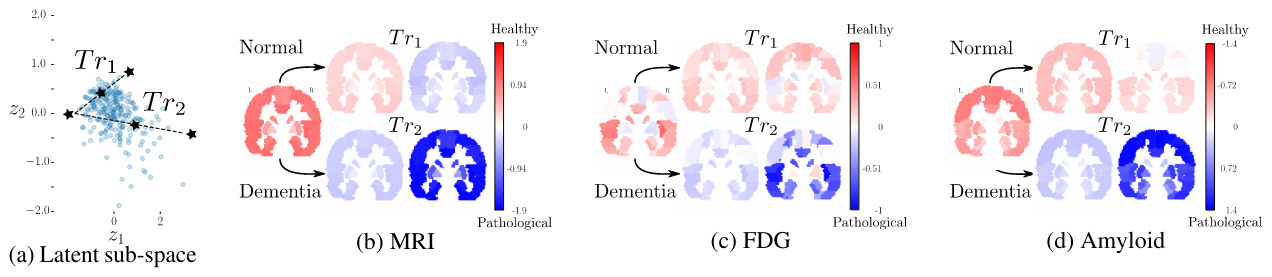 2.0
1.0
0.0
−1.0
−2.0
z2
0
2
z1
Tr1
Tr2
(a) Latent sub-space
Normal
Dementia
L
R
Tr1
Tr2
Healthy
1.9
0.94
0
-0.94
-1.9
Pathological
(b) MRI
Normal
Dementia
L
R
Tr1
Tr2
Healthy
1
0.51
0
-0.51
-1
Pathological
(c) FDG
Normal
Dementia
L
R
Tr1
Tr2
Healthy
-1.4
-0.72
0
0.72
1.4
Pathological
(d) Amyloid